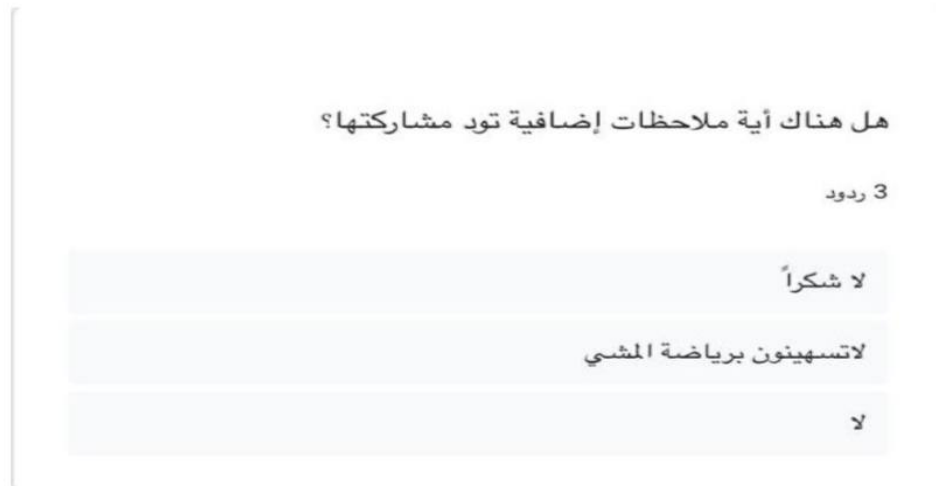 هل هناك أية ملاحظات إضافية تود مشاركتها؟
3 ردود
لا شكراً
لاتسهينون برياضة المشي
لا